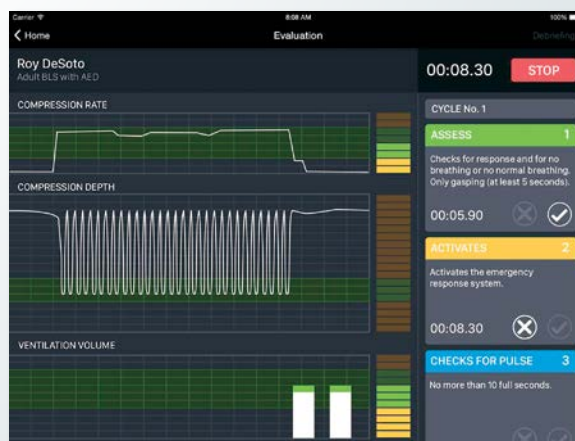 Carrier
8:08 AM
100%
Home
Evaluation
Debriefing
Roy DeSoto
Adult BLS with AED
00:08.30
STOP
COMPRESSION RATE
COMPRESSION DEPTH
VENTILATION VOLUME
CYCLE No. 1
ASSESS 1
Checks for response and for no
breathing or no normal breathing.
Only gasping (at least 5 seconds).
00:05.90
ACTIVATES 2
Activates the emergency
response system.
00:08.30
CHECKS FOR PULSE 3
No more than 10 full seconds.